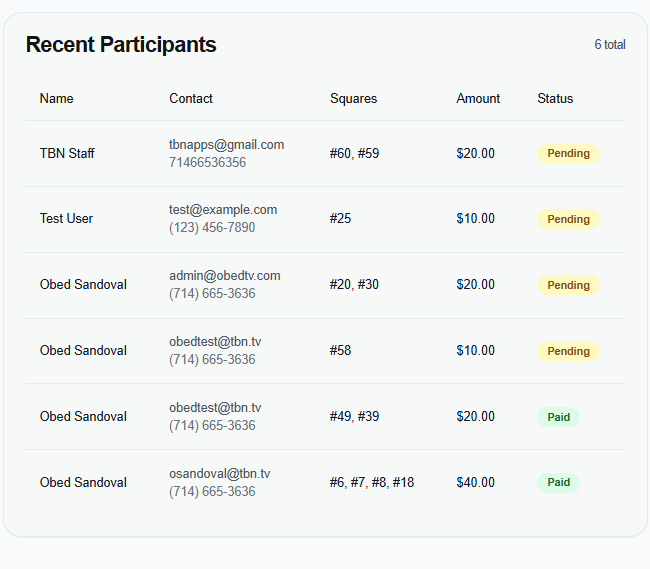 Recent Participants
6 total
Name Contact Squares Amount Status
TBN Staff tbnapps@gmail.com 71466536356 #60, #59 $20.00 Pending
Test User test@example.com (123) 456-7890 #25 $10.00 Pending
Obed Sandoval admin@obedtv.com (714) 665-3636 #20, #30 $20.00 Pending
Obed Sandoval obedtest@tbn.tv (714) 665-3636 #58 $10.00 Pending
Obed Sandoval obedtest@tbn.tv (714) 665-3636 #49, #39 $20.00 Paid
Obed Sandoval osandoval@tbn.tv (714) 665-3636 #6, #7, #8, #18 $40.00 Paid